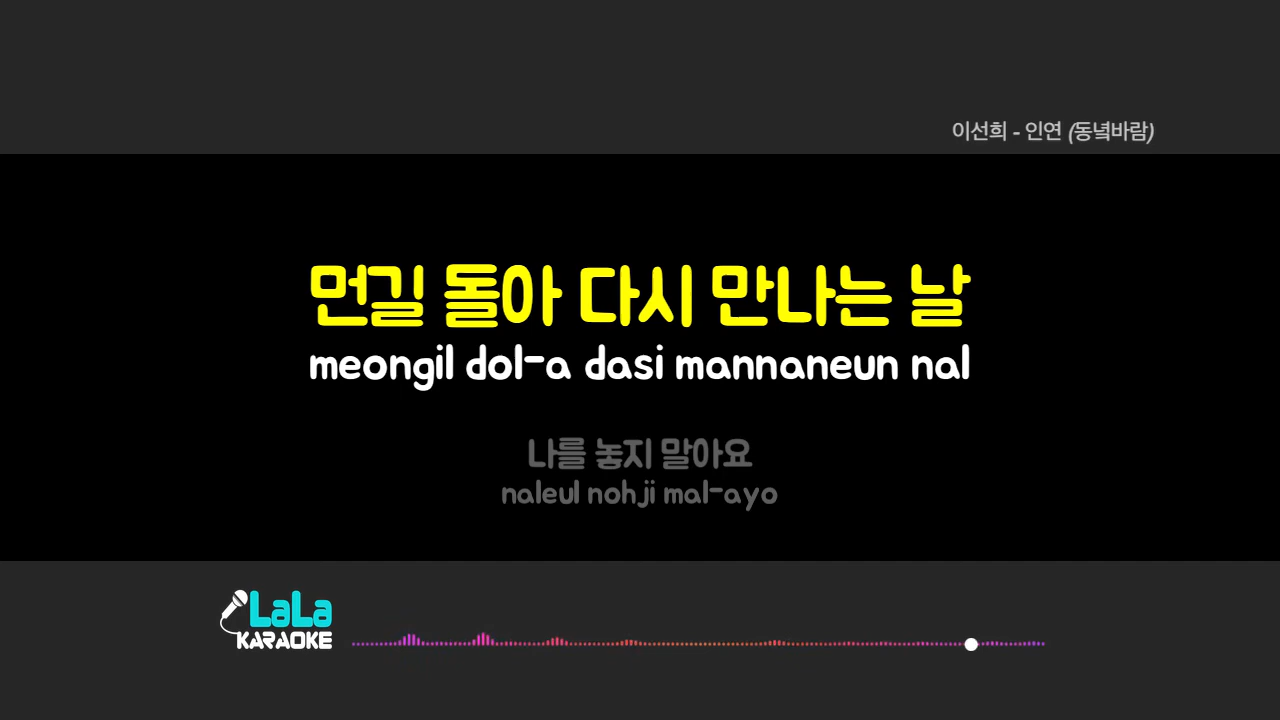 이선희 - 인연 (동녘바람)
먼길 돌아 다시 만나는 날
meongil dol-a dasi mannaneun nal
나를 놓지 말아요
naleul nohji mal-ayo
LaLa
KARAOKE